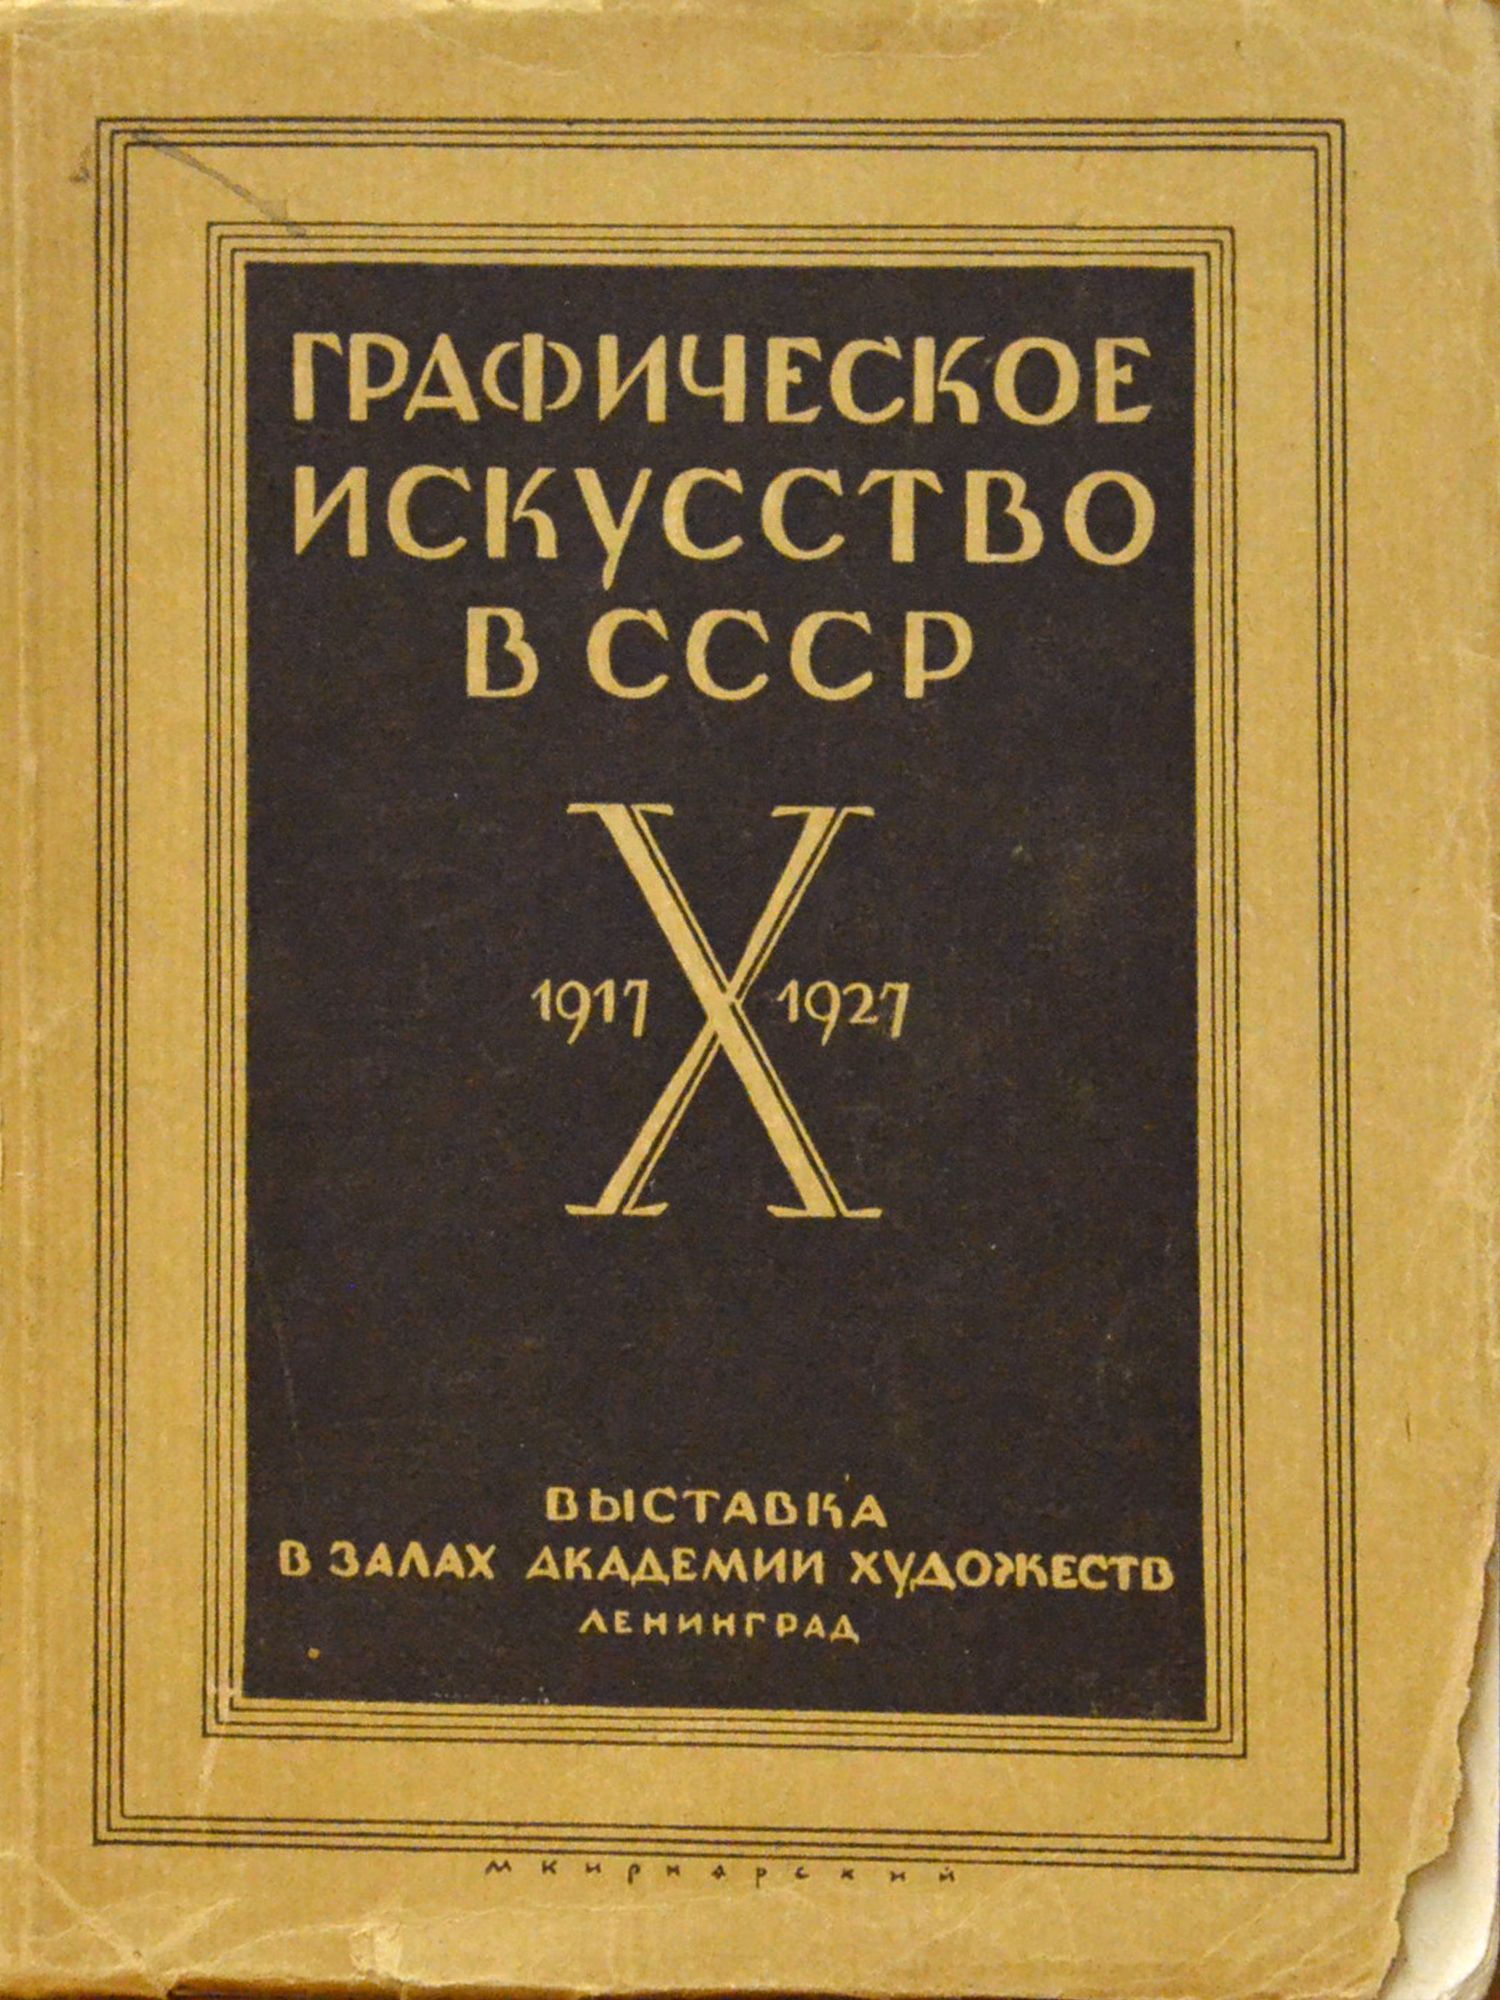 ГРАФИЧЕСКОЕ
ИСКУССТВО
В СССР
1917 X 1927
ВЫСТАВКА
В ЗАЛАХ АКАДЕМИИ ХУДОЖЕСТВ
ЛЕНИНГРАД
М КИРНАРСКИЙ